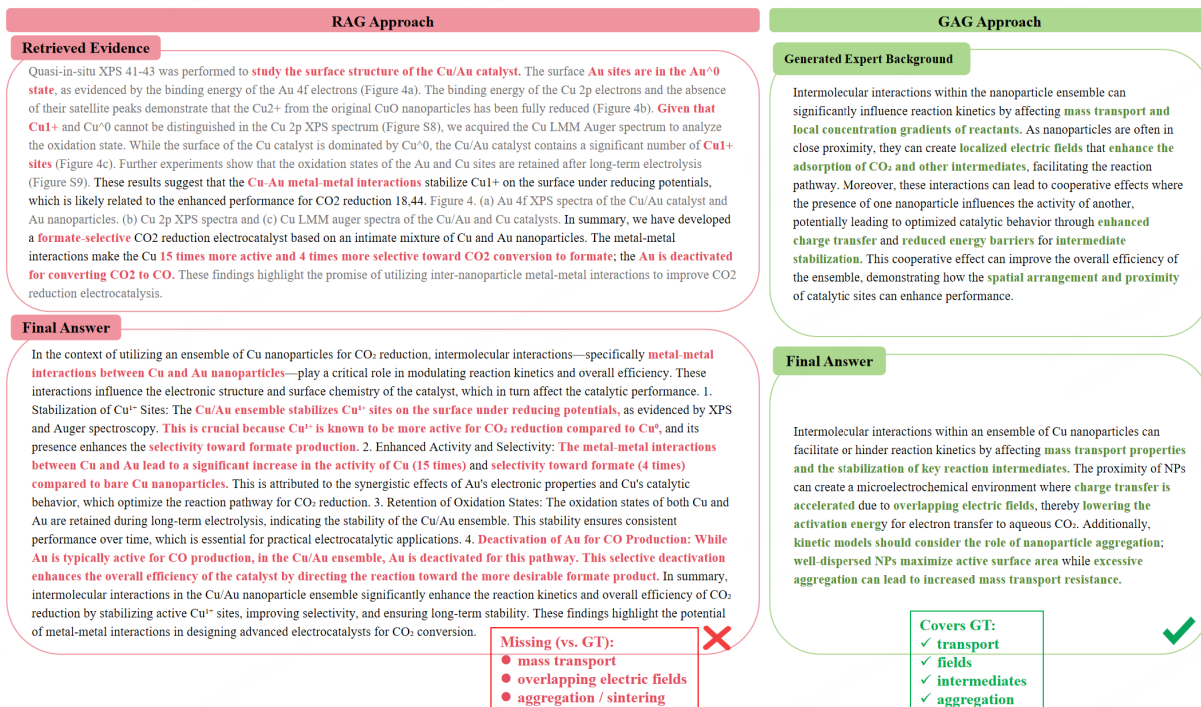 RAG Approach
Retrieved Evidence
Quasi-in-situ XPS 41-43 was performed to study the surface structure of the Cu/Au catalyst. The surface Au sites are in the Au^0
state, as evidenced by the binding energy of the Au 4f electrons (Figure 4a). The binding energy of the Cu 2p electrons and the
absence of their satellite peaks demonstrate that the Cu2+ from the original CuO nanoparticles has been fully reduced (Figure 4b). Given
that Cu1+ and Cu^0 cannot be distinguished in the Cu 2p XPS spectrum (Figure S8), we acquired the Cu LMM Auger spectrum to analyze
the oxidation state. While the surface of the Cu catalyst is dominated by Cu^0, the Cu/Au catalyst contains a significant number of Cu1+
sites (Figure 4c). Further experiments show that the oxidation states of the Au and Cu sites are retained after long-term electrolysis
(Figure S9). These results suggest that the Cu-Au metal-metal interactions stabilize Cu1+ on the surface under reducing potentials,
which is likely related to the enhanced performance for CO2 reduction 18,44. Figure 4. (a) Au 4f XPS spectra of the Cu/Au catalyst and
Au nanoparticles. (b) Cu 2p XPS spectra and (c) Cu LMM auger spectra of the Cu/Au and Cu catalysts. In summary, we have developed
a formate-selective CO2 reduction electrocatalyst based on an intimate mixture of Cu and Au nanoparticles. The metal-metal
interactions make the Cu 15 times more active and 4 times more selective toward CO2 conversion to formate; the Au is deactivated
for converting CO2 to CO. These findings highlight the promise of utilizing inter-nanoparticle metal-metal interactions to improve CO2
reduction electrocatalysis.
Final Answer
In the context of utilizing an ensemble of Cu nanoparticles for CO₂ reduction, intermolecular interactions—specifically metal-metal
interactions between Cu and Au nanoparticles—play a critical role in modulating reaction kinetics and overall efficiency. These
interactions influence the electronic structure and surface chemistry of the catalyst, which in turn affect the catalytic performance. 1.
Stabilization of Cu¹⁺ Sites: The Cu/Au ensemble stabilizes Cu¹⁺ sites on the surface under reducing potentials, as evidenced by XPS
and Auger spectroscopy. This is crucial because Cu¹⁺ is known to be more active for CO₂ reduction compared to Cu⁰, and its
presence enhances the selectivity toward formate production. 2. Enhanced Activity and Selectivity: The metal-metal interactions
between Cu and Au lead to a significant increase in the activity of Cu (15 times) and selectivity toward formate (4 times)
compared to bare Cu nanoparticles. This is attributed to the synergistic effects of Au's electronic properties and Cu's catalytic
behavior, which optimize the reaction pathway for CO₂ reduction. 3. Retention of Oxidation States: The oxidation states of both Cu and
Au are retained during long-term electrolysis, indicating the stability of the Cu/Au ensemble. This stability ensures consistent
performance over time, which is essential for practical electrocatalytic applications. 4. Deactivation of Au for CO Production: While
Au is typically active for CO production, in the Cu/Au ensemble, Au is deactivated for this pathway. This selective deactivation
enhances the overall efficiency of the catalyst by directing the reaction toward the more desirable formate product. In summary,
intermolecular interactions in the Cu/Au nanoparticle ensemble significantly enhance the reaction kinetics and overall efficiency of CO₂
reduction by stabilizing active Cu¹⁺ sites, improving selectivity, and ensuring long-term stability. These findings highlight the potential
of metal-metal interactions in designing advanced electrocatalysts for CO₂ conversion.
Missing (vs. GT):
● mass transport
● overlapping electric fields
● aggregation / sintering
GAG Approach
Generated Expert Background
Intermolecular interactions within the nanoparticle ensemble can
significantly influence reaction kinetics by affecting mass transport and
local concentration gradients of reactants. As nanoparticles are often in
close proximity, they can create localized electric fields that enhance the
adsorption of CO₂ and other intermediates, facilitating the reaction
pathway. Moreover, these interactions can lead to cooperative effects where
the presence of one nanoparticle influences the activity of another,
potentially leading to optimized catalytic behavior through enhanced
charge transfer and reduced energy barriers for intermediate
stabilization. This cooperative effect can improve the overall efficiency of
the ensemble, demonstrating how the spatial arrangement and proximity
of catalytic sites can enhance performance.
Final Answer
Intermolecular interactions within an ensemble of Cu nanoparticles can
facilitate or hinder reaction kinetics by affecting mass transport properties
and the stabilization of key reaction intermediates. The proximity of NPs
can create a microelectrochemical environment where charge transfer is
accelerated due to overlapping electric fields, thereby lowering the
activation energy for electron transfer to aqueous CO₂. Additionally,
kinetic models should consider the role of nanoparticle aggregation;
well-dispersed NPs maximize active surface area while excessive
aggregation can lead to increased mass transport resistance.
Covers GT:
✓ transport
✓ fields
✓ intermediates
✓ aggregation